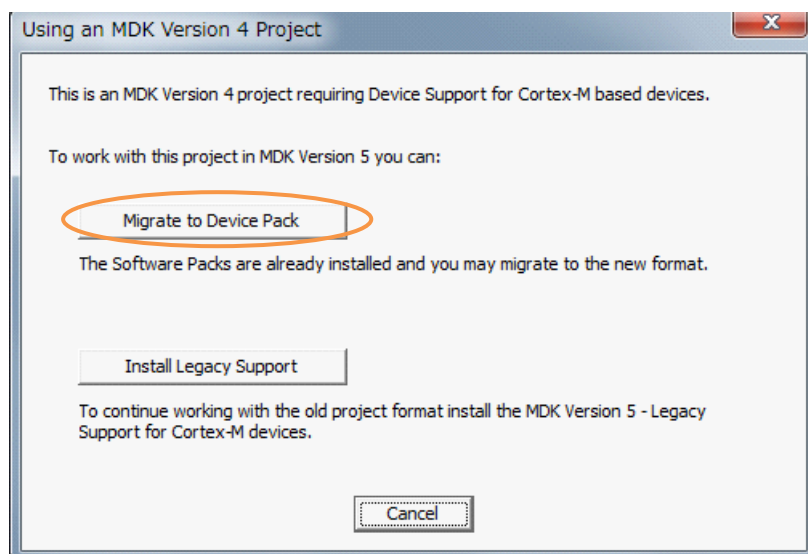 Using an MDK Version 4 Project
This is an MDK Version 4 project requiring Device Support for Cortex-M based devices.
To work with this project in MDK Version 5 you can:
Migrate to Device Pack
The Software Packs are already installed and you may migrate to the new format.
Install Legacy Support
To continue working with the old project format install the MDK Version 5 - Legacy
Support for Cortex-M devices.
Cancel